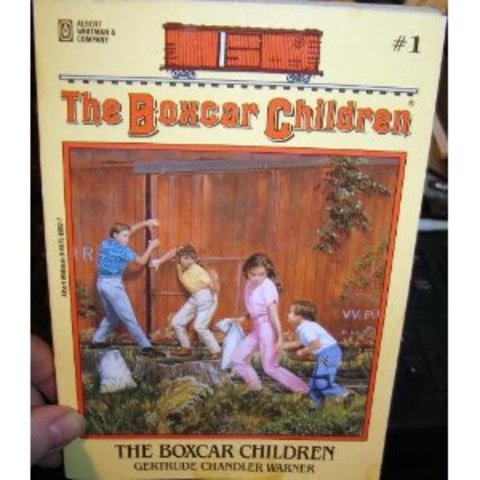 ALBERT
WHITMAN &
COMPANY
#1
The Boxcar Children®
THE BOXCAR CHILDREN
GERTRUDE CHANDLER WARNER